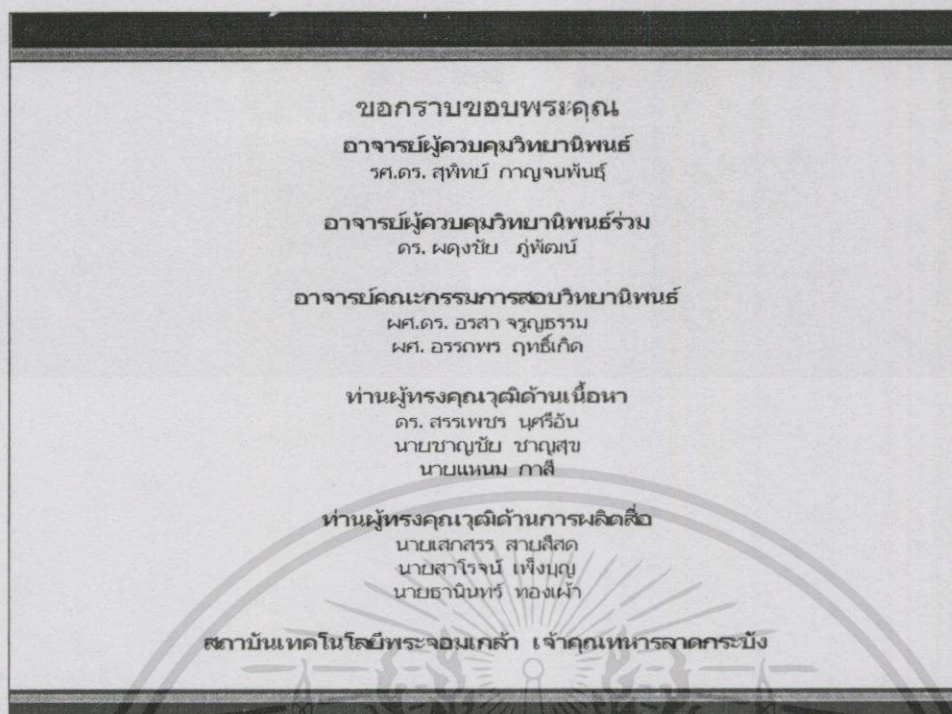 ขอกราบขอบพระคุณ
อาจารย์ผู้ควบคุมวิทยานิพนธ์
รศ.ดร. สุพิทย์ กาญจนพันธุ์
อาจารย์ผู้ควบคุมวิทยานิพนธ์ร่วม
ดร. ผดุงชัย ภู่พัฒน์
อาจารย์คณะกรรมการสอบวิทยานิพนธ์
ผศ.ดร. อรสา จรูญธรรม
ผศ. อรรถพร ฤทธิ์เกิด
ท่านผู้ทรงคุณวุฒิด้านเนื้อหา
ดร. สรรเพชร นุศรีอัน
นายชาญชัย ชาญสุข
นายแหนม กาสี
ท่านผู้ทรงคุณวุฒิด้านการผลิตสื่อ
นายเสกสรร สายสีสด
นายสาโรจน์ เพ็งบุญ
นายธานินทร์ ทองเผ้า
สถาบันเทคโนโลยีพระจอมเกล้า เจ้าคุณทหารลาดกระบัง